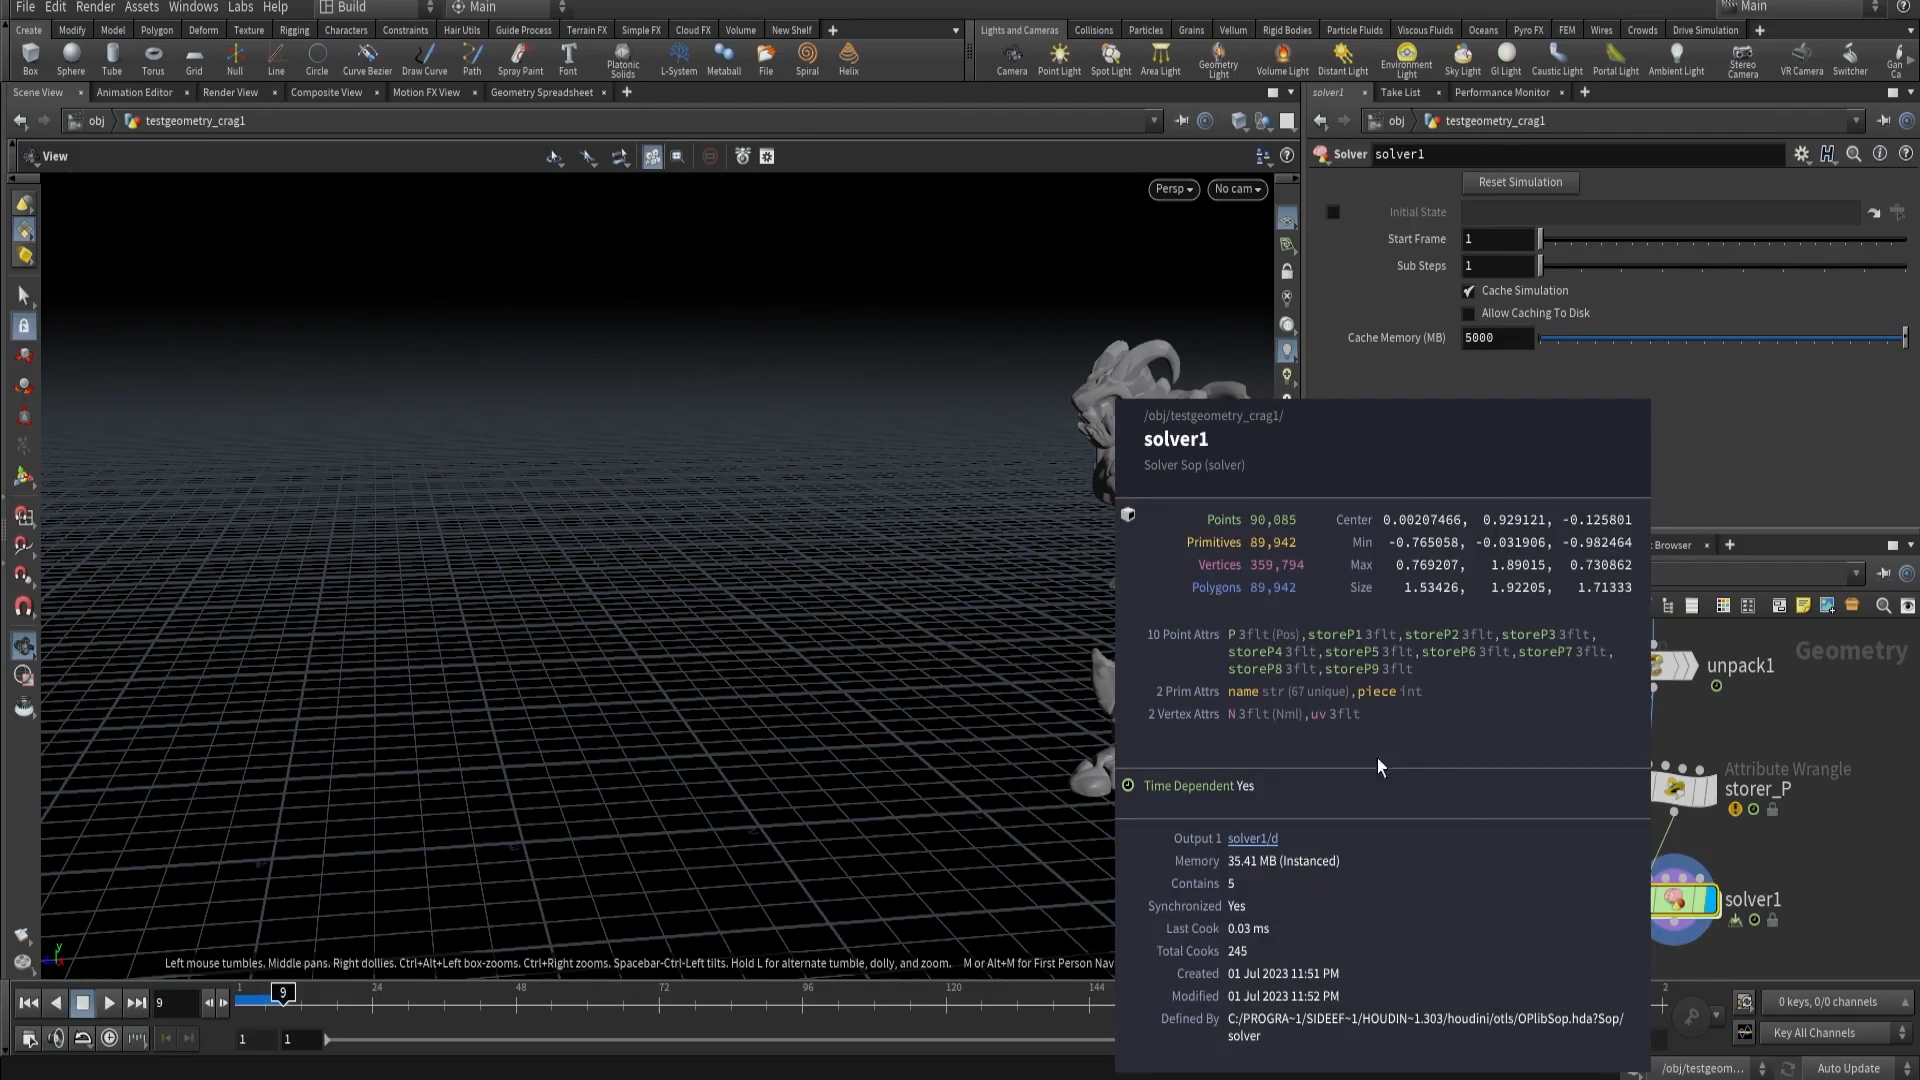 File Edit Render Assets Windows Labs Help Build Main Main
Create Modify Model Polygon Deform Texture Rigging Characters Constraints Hair Utils Guide Process Terrain FX Simple FX Cloud FX Volume New Shelf Lights and Cameras Collisions Particles Grains Vellum Rigid Bodies Particle Fluids Viscous Fluids Oceans Pyro FX FEM Wires Crowds Drive Simulation
Box Sphere Tube Torus Grid Null Line Circle Curve Bezier Draw Curve Path Spray Paint Font Platonic Solids L-System Metaball File Spiral Helix Camera Point Light Spot Light Area Light Geometry Light Volume Light Distant Light Environment Light Sky Light GI Light Caustic Light Portal Light Ambient Light Stereo Camera VR Camera Switcher Gan Ca
Scene View Animation Editor Render View Composite View Motion FX View Geometry Spreadsheet solver1 Take List Performance Monitor
obj testgeometry_crag1 obj testgeometry_crag1
View Solver solver1
Persp No cam Reset Simulation
Initial State
Start Frame 1
Sub Steps 1
Cache Simulation
Allow Caching To Disk
Cache Memory (MB) 5000
/obj/testgeometry_crag1/
solver1
Solver Sop (solver)
Points 90,085 Center 0.00207466, 0.929121, -0.125801
Primitives 89,942 Min -0.765058, -0.031906, -0.982464
Vertices 359,794 Max 0.769207, 1.89015, 0.730862
Polygons 89,942 Size 1.53426, 1.92205, 1.71333
10 Point Attrs P 3flt (Pos), storeP1 3flt, storeP2 3flt, storeP3 3flt,
storeP4 3flt, storeP5 3flt, storeP6 3flt, storeP7 3flt,
storeP8 3flt, storeP9 3flt
2 Prim Attrs name str (67 unique), piece int
2 Vertex Attrs N 3flt (Nml), uv 3flt
Time Dependent Yes
Output 1 solver1/d
Memory 35.41 MB (Instanced)
Contains 5
Synchronized Yes
Last Cook 0.03 ms
Total Cooks 245
Created 01 Jul 2023 11:51 PM
Modified 01 Jul 2023 11:52 PM
Defined By C:/PROGRA~1/SIDEEF~1/HOUDIN~1.303/houdini/otls/OPlibSop.hda?Sop/
solver
Browser
Geometry
unpack1
Attribute Wrangle
storer_P
solver1
y
Left mouse tumbles. Middle pans. Right dollies. Ctrl+Alt+Left box-zooms. Ctrl+Right zooms. Spacebar-Ctrl-Left tilts. Hold L for alternate tumble, dolly, and zoom. M or Alt+M for First Person Nav
9 1 9 24 48 72 96 120 144 2 0 keys, 0/0 channels
1 1 Key All Channels
/obj/testgeom... Auto Update